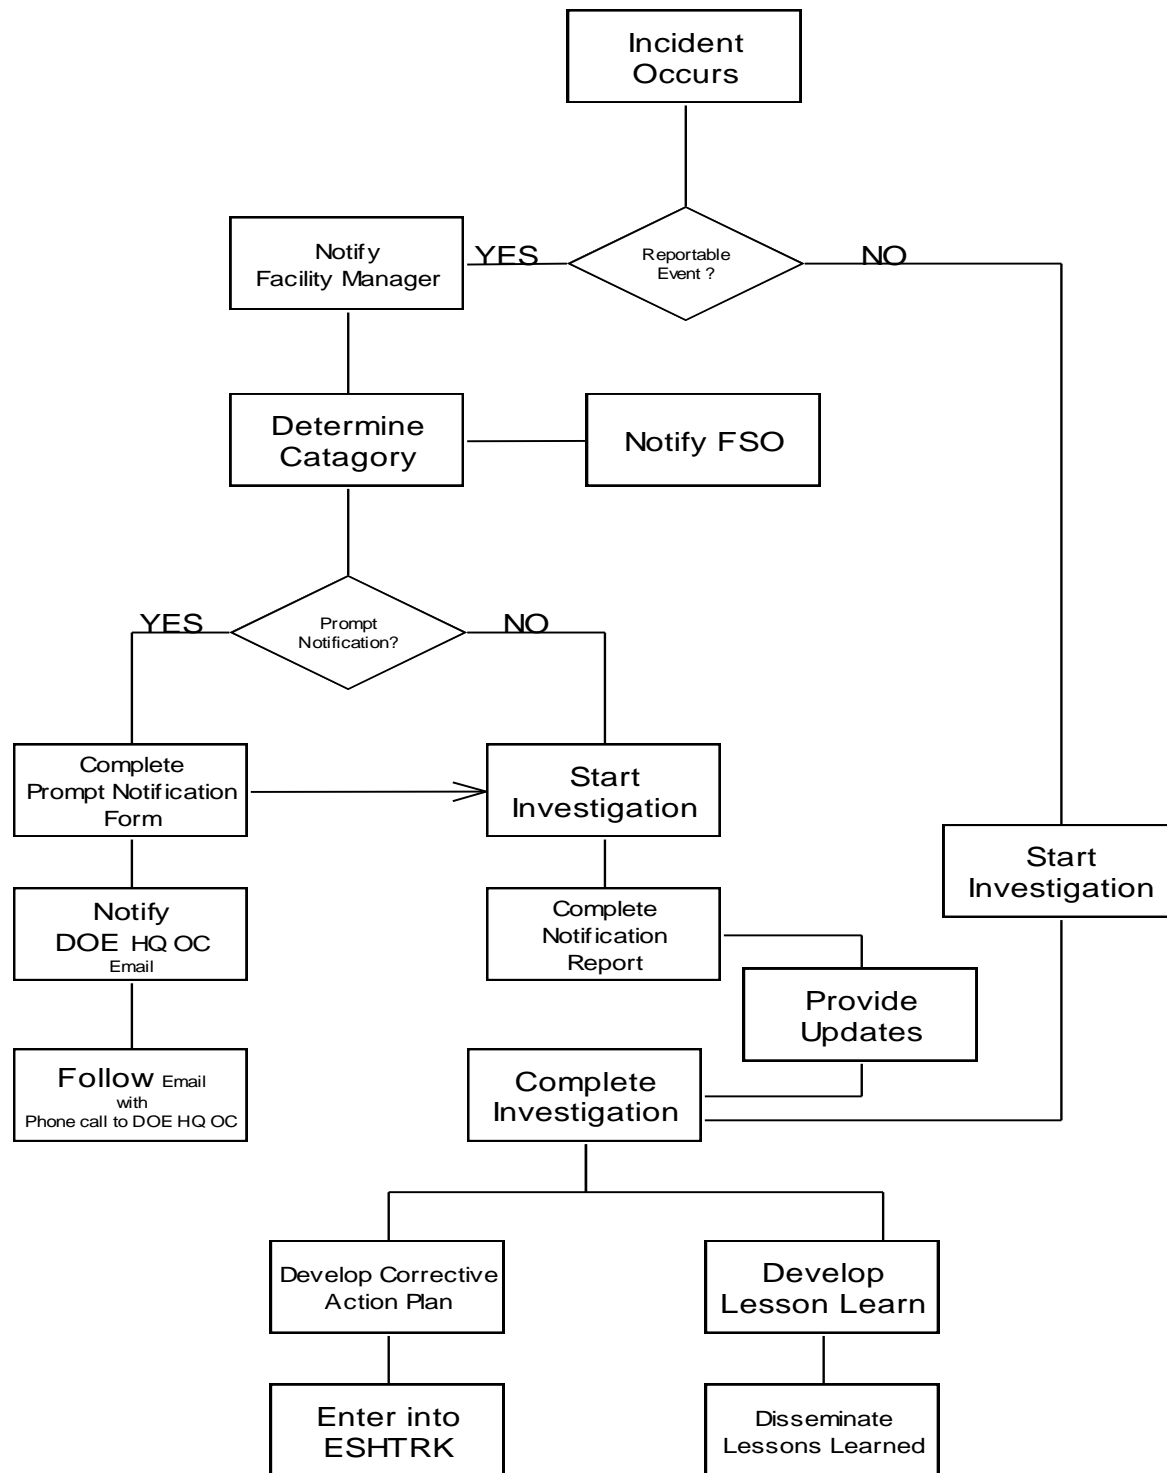 Incident
Occurs
Reportable
Event ?
YES
NO
Notify
Facility Manager
Determine
Catagory
Notify FSO
Prompt
Notification?
YES
NO
Complete
Prompt Notification
Form
Start
Investigation
Start
Investigation
Notify
DOE HQ OC
Email
Complete
Notification
Report
Provide
Updates
Follow Email
with
Phone call to DOE HQ OC
Complete
Investigation
Develop Corrective
Action Plan
Develop
Lesson Learn
Enter into
ESHTRK
Disseminate
Lessons Learned